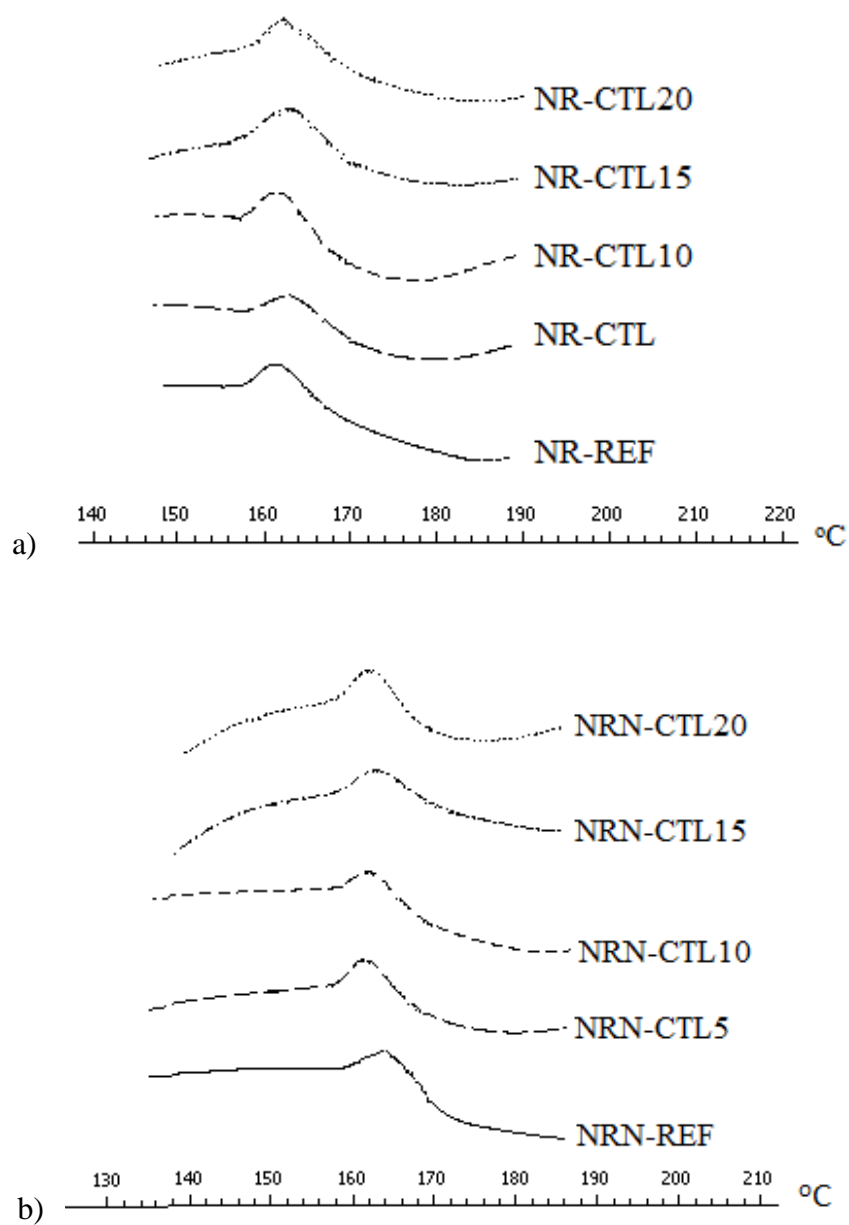 NR-CTL20
NR-CTL15
NR-CTL10
NR-CTL
NR-REF
140 150 160 170 180 190 200 210 220 ºC
a)
NRN-CTL20
NRN-CTL15
NRN-CTL10
NRN-CTL5
NRN-REF
130 140 150 160 170 180 190 200 210 ºC
b)